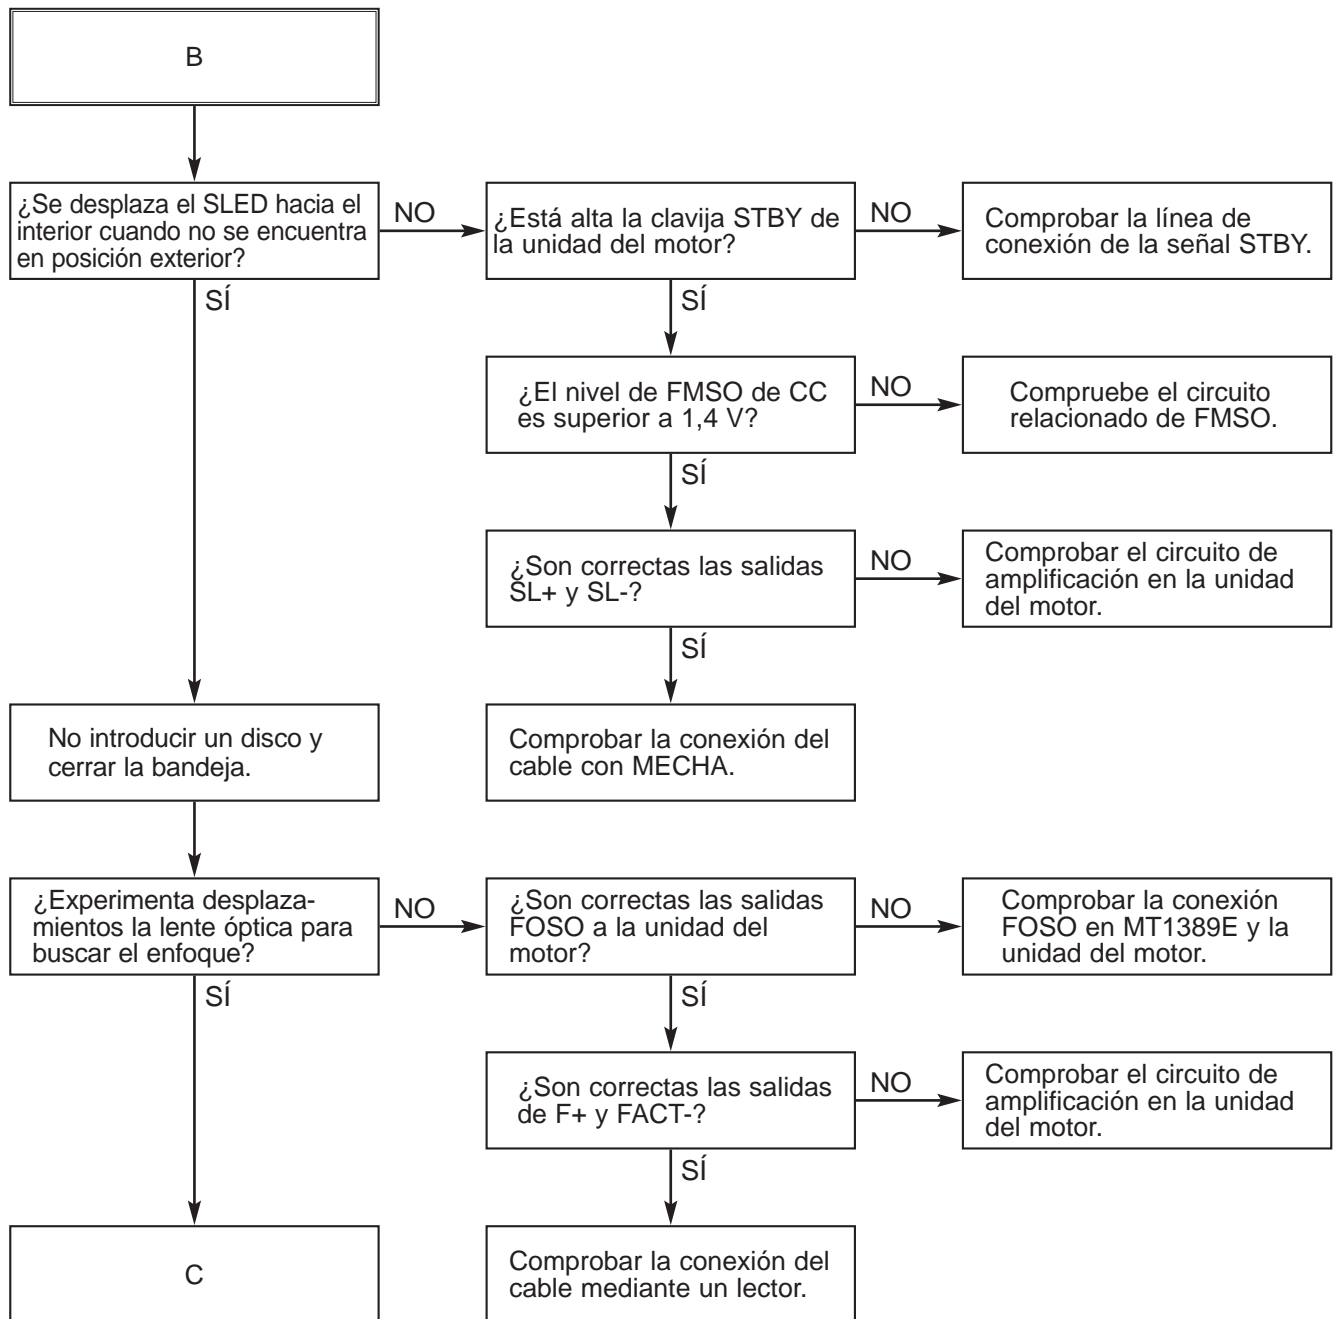 B
¿Se desplaza el SLED hacia el
interior cuando no se encuentra
en posición exterior?
NO
¿Está alta la clavija STBY de
la unidad del motor?
NO
Comprobar la línea de
conexión de la señal STBY.
SÍ
SÍ
¿El nivel de FMSO de CC
es superior a 1,4 V?
NO
Compruebe el circuito
relacionado de FMSO.
SÍ
¿Son correctas las salidas
SL+ y SL-?
NO
Comprobar el circuito de
amplificación en la unidad
del motor.
SÍ
No introducir un disco y
cerrar la bandeja.
Comprobar la conexión del
cable con MECHA.
¿Experimenta desplaza-
mientos la lente óptica para
buscar el enfoque?
NO
¿Son correctas las salidas
FOSO a la unidad del
motor?
NO
Comprobar la conexión
FOSO en MT1389E y la
unidad del motor.
SÍ
SÍ
¿Son correctas las salidas
de F+ y FACT-?
NO
Comprobar el circuito de
amplificación en la unidad
del motor.
SÍ
C
Comprobar la conexión del
cable mediante un lector.